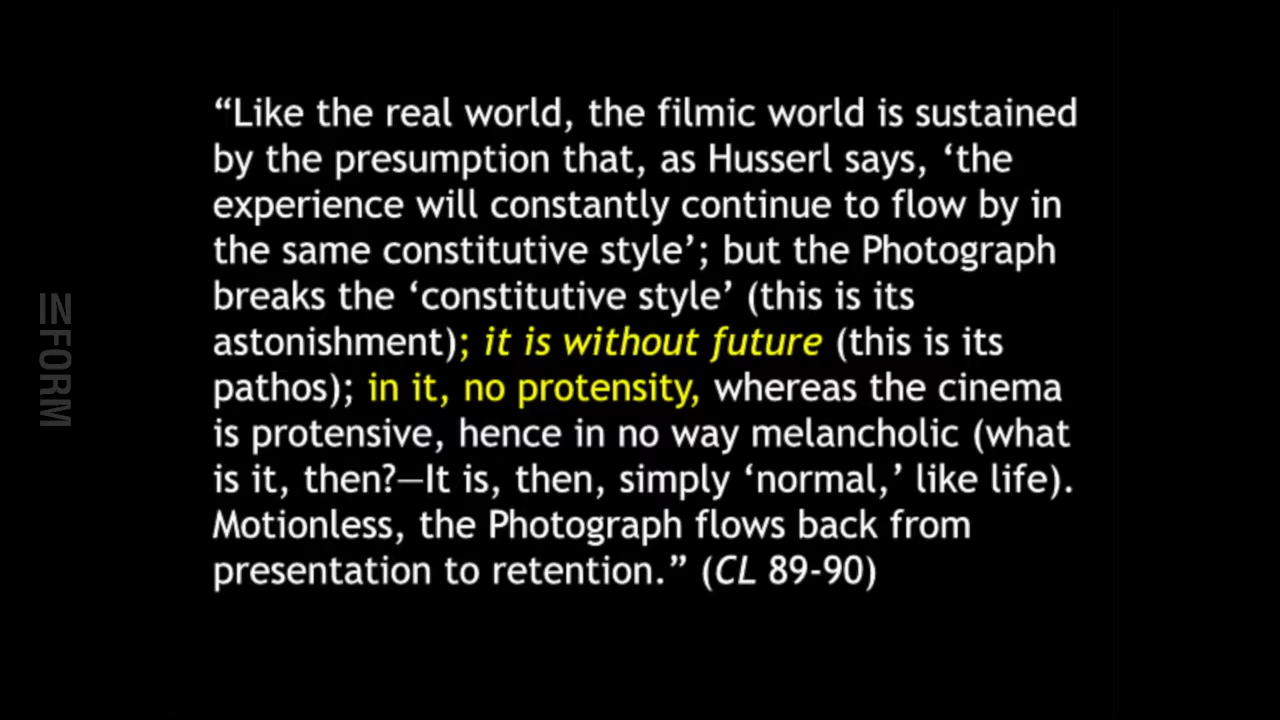 “Like the real world, the filmic world is sustained
by the presumption that, as Husserl says, ‘the
experience will constantly continue to flow by in
the same constitutive style’; but the Photograph
breaks the ‘constitutive style’ (this is its
astonishment); it is without future (this is its
pathos); in it, no protensity, whereas the cinema
is protensive, hence in no way melancholic (what
is it, then?—It is, then, simply ‘normal,’ like life).
Motionless, the Photograph flows back from
presentation to retention.” (CL 89-90)
INFORM